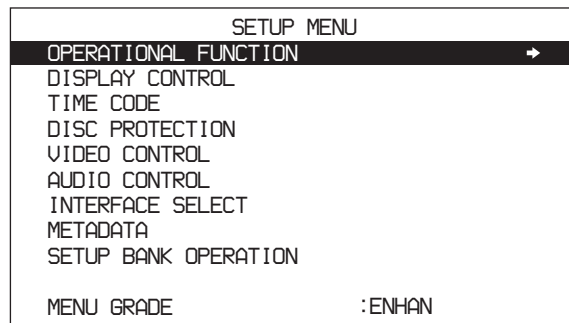 SETUP MENU
OPERATIONAL FUNCTION →
DISPLAY CONTROL
TIME CODE
DISC PROTECTION
VIDEO CONTROL
AUDIO CONTROL
INTERFACE SELECT
METADATA
SETUP BANK OPERATION
MENU GRADE :ENHAN